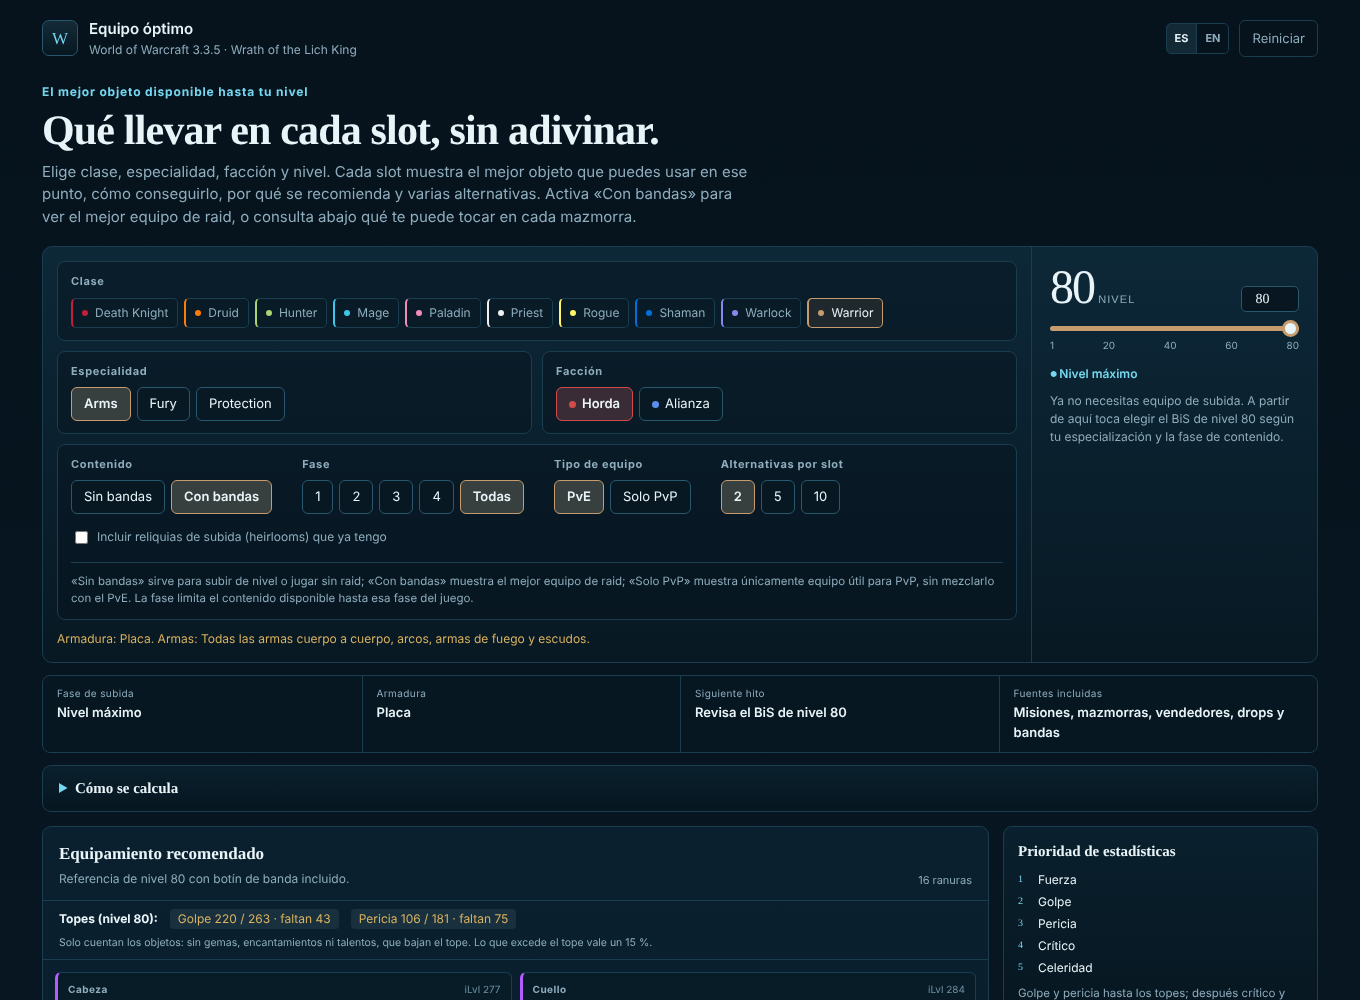 W
Equipo óptimo
World of Warcraft 3.3.5 · Wrath of the Lich King
ES EN Reiniciar
El mejor objeto disponible hasta tu nivel
Qué llevar en cada slot, sin adivinar.
Elige clase, especialidad, facción y nivel. Cada slot muestra el mejor objeto que puedes usar en ese
punto, cómo conseguirlo, por qué se recomienda y varias alternativas. Activa «Con bandas» para
ver el mejor equipo de raid, o consulta abajo qué te puede tocar en cada mazmorra.
Clase
Death Knight Druid Hunter Mage Paladin Priest Rogue Shaman Warlock Warrior
Especialidad
Arms Fury Protection
Facción
Horda Alianza
Contenido
Sin bandas Con bandas
Fase
1 2 3 4 Todas
Tipo de equipo
PvE Solo PvP
Alternativas por slot
2 5 10
Incluir reliquias de subida (heirlooms) que ya tengo
«Sin bandas» sirve para subir de nivel o jugar sin raid; «Con bandas» muestra el mejor equipo de raid; «Solo PvP» muestra únicamente equipo útil para PvP, sin mezclarlo
con el PvE. La fase limita el contenido disponible hasta esa fase del juego.
Armadura: Placa. Armas: Todas las armas cuerpo a cuerpo, arcos, armas de fuego y escudos.
80 NIVEL 80
1 20 40 60 80
Nivel máximo
Ya no necesitas equipo de subida. A partir
de aquí toca elegir el BiS de nivel 80 según
tu especialización y la fase de contenido.
Fase de subida
Nivel máximo
Armadura
Placa
Siguiente hito
Revisa el BiS de nivel 80
Fuentes incluidas
Misiones, mazmorras, vendedores, drops y
bandas
Cómo se calcula
Equipamiento recomendado
Referencia de nivel 80 con botín de banda incluido.
16 ranuras
Topes (nivel 80): Golpe 220 / 263 · faltan 43 Pericia 106 / 181 · faltan 75
Solo cuentan los objetos: sin gemas, encantamientos ni talentos, que bajan el tope. Lo que excede el tope vale un 15 %.
Cabeza iLvl 277
Cuello iLvl 284
Prioridad de estadísticas
1 Fuerza
2 Golpe
3 Pericia
4 Crítico
5 Celeridad
Golpe y pericia hasta los topes; después crítico y